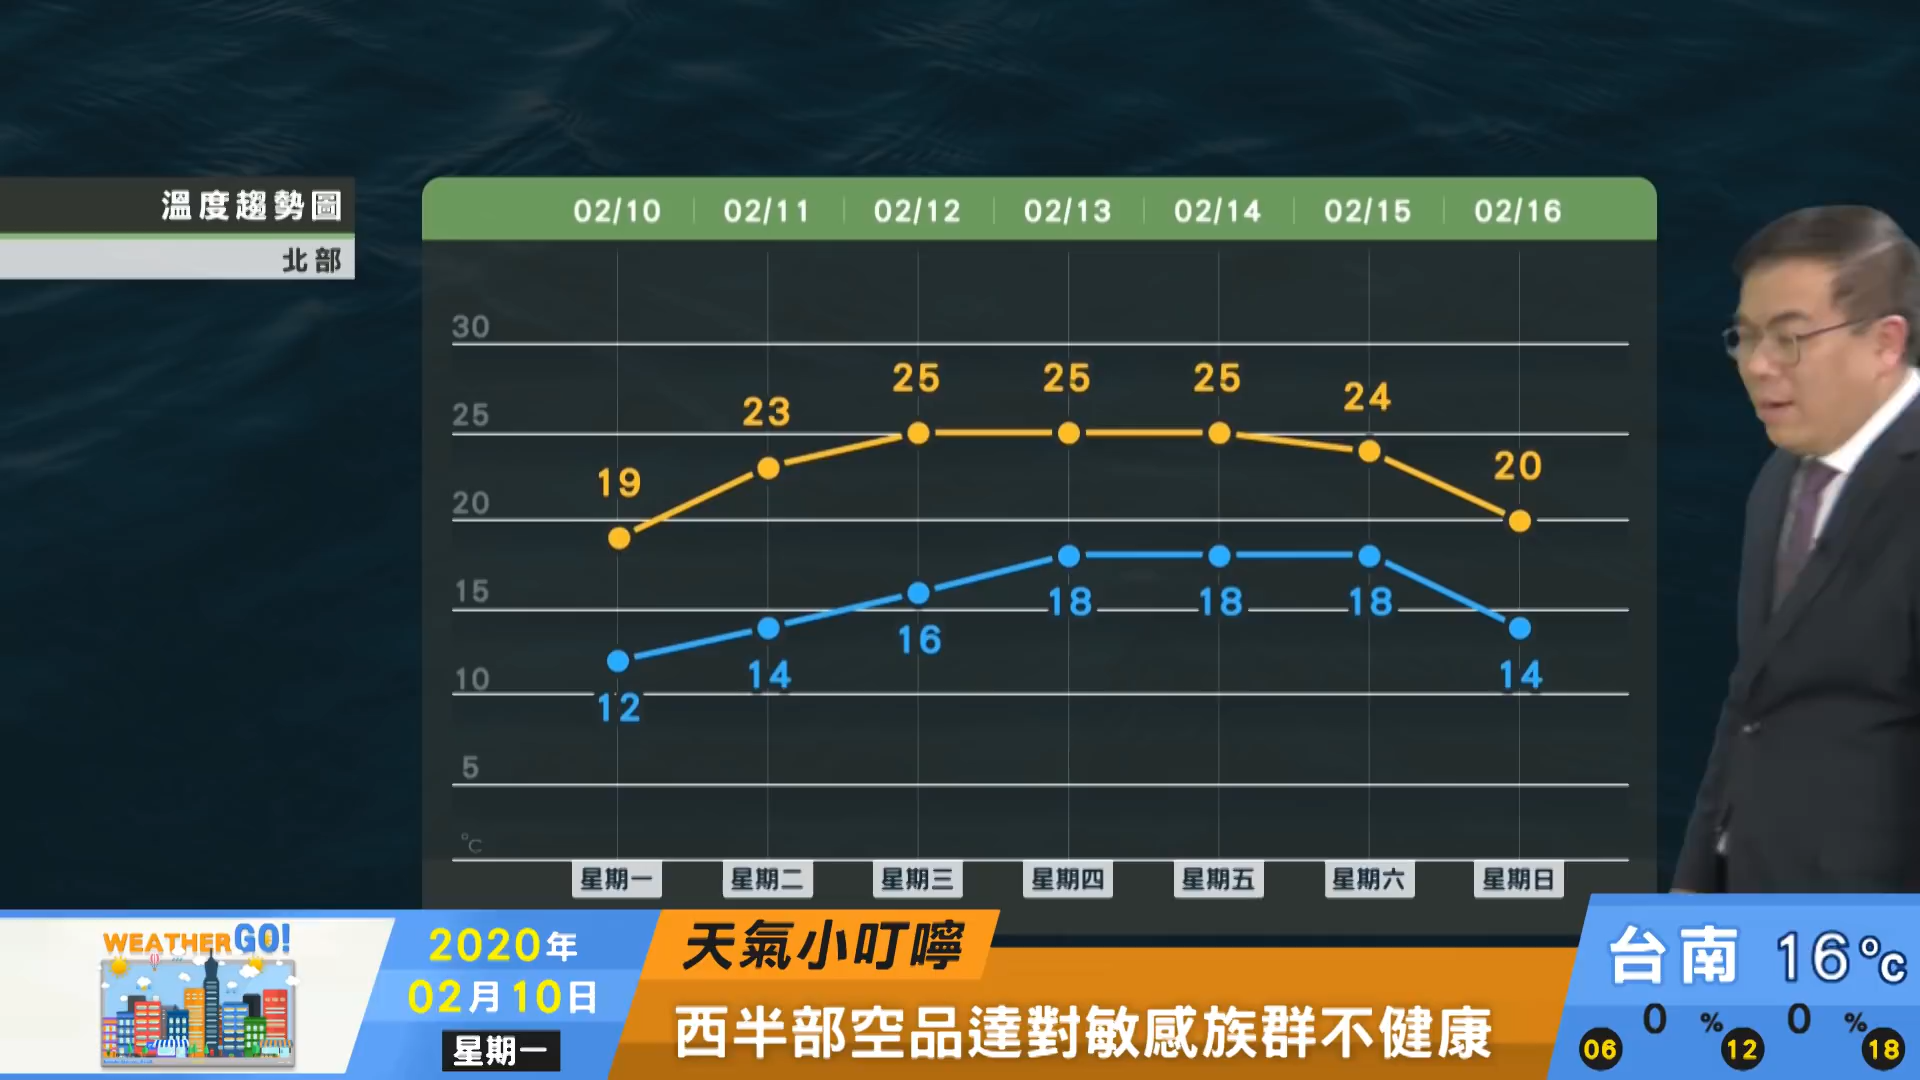 溫度趨勢圖
北部
02/10 02/11 02/12 02/13 02/14 02/15 02/16
30
25
20
15
10
5
°C
19 23 25 25 25 24 20
12 14 16 18 18 18 14
星期一 星期二 星期三 星期四 星期五 星期六 星期日
WEATHER GO!
2020年
02月10日
星期一
天氣小叮嚀
西半部空品達對敏感族群不健康
台南 16°C
0 % 0 %
06 12 18